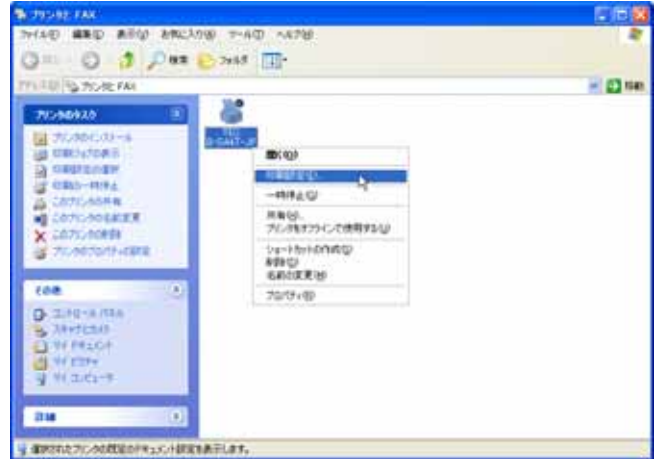 プリンタと FAX
ファイル(F) 編集(E) 表示(V) お気に入り(A) ツール(T) ヘルプ(H)
検索 フォルダ
プリンタと FAX 移動
プリンタのタスク
プリンタのインストール
印刷ジョブの表示
印刷設定の選択
印刷の一時停止
このプリンタの共有
このプリンタの名前変更
このプリンタの削除
プリンタのプロパティの設定
開く(O)
印刷設定(E)...
一時停止(G)
共有(H)...
プリンタをオフラインで使用する(U)
ショートカットの作成(S)
削除(D)
名前の変更(M)
プロパティ(R)
その他
コントロール パネル
スキャナとカメラ
マイ ドキュメント
マイ ピクチャ
マイ コンピュータ
詳細
選択されたプリンタの既定のドキュメント設定を表示します。